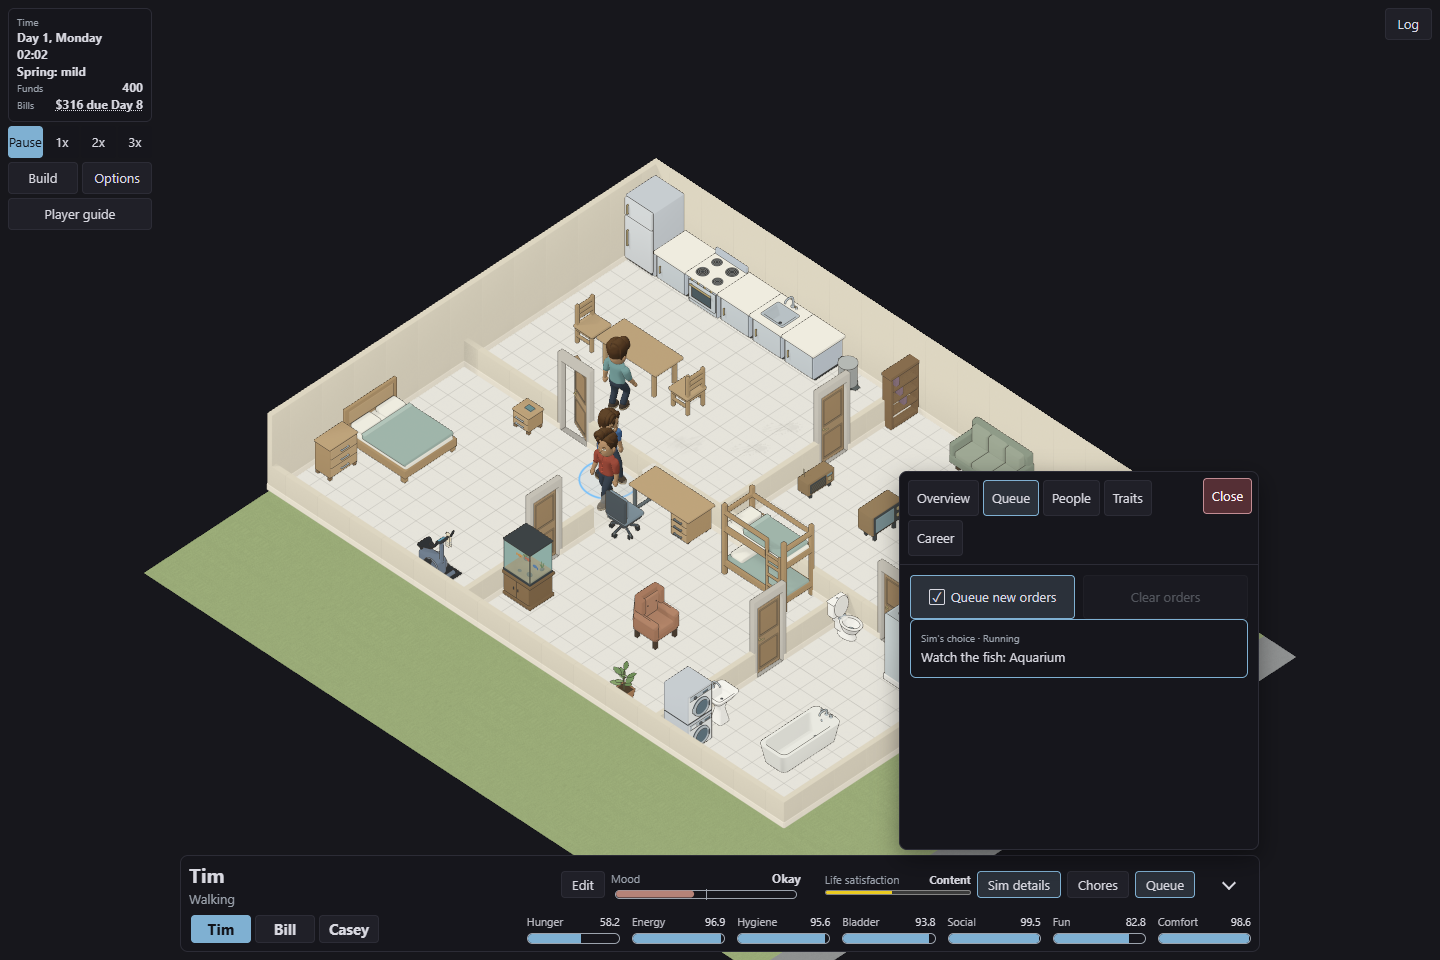 Time
Day 1, Monday
02:02
Spring: mild
Funds 400
Bills $316 due Day 8
Pause 1x 2x 3x
Build Options
Player guide
Log
Overview Queue People Traits Close
Career
Queue new orders Clear orders
Sim's choice · Running
Watch the fish: Aquarium
Tim
Walking
Edit Mood Okay Life satisfaction Content Sim details Chores Queue
Tim Bill Casey
Hunger 58.2 Energy 96.9 Hygiene 95.6 Bladder 93.8 Social 99.5 Fun 82.8 Comfort 98.6